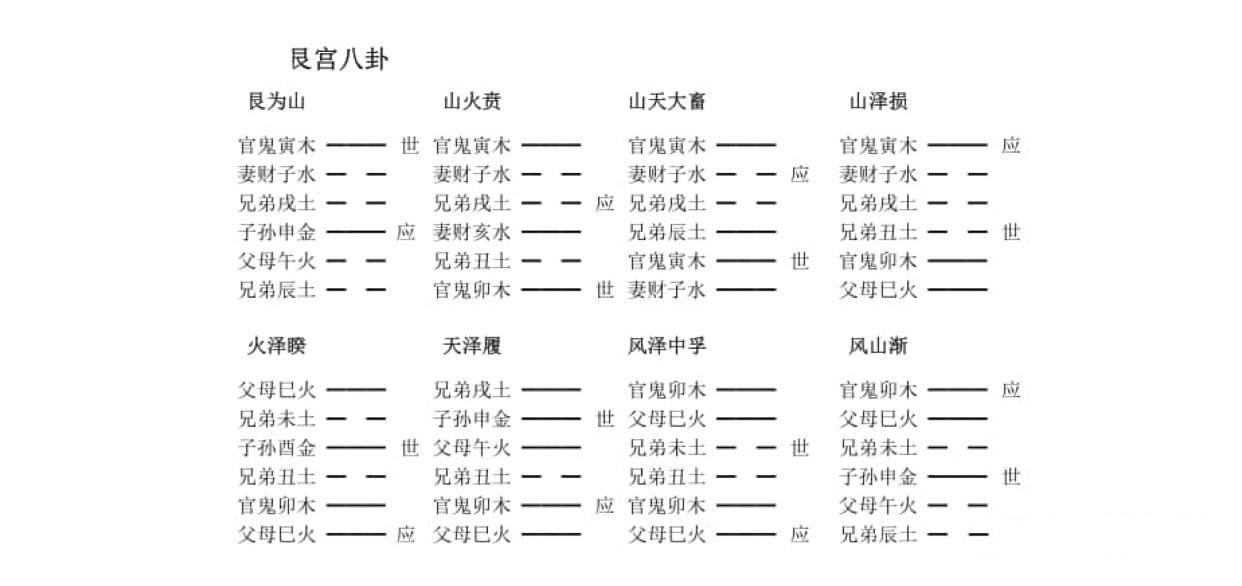 艮宫八卦
艮为山 山火贲 山天大畜 山泽损
官鬼寅木 世 官鬼寅木 官鬼寅木 官鬼寅木 应
妻财子水 妻财子水 妻财子水 应 妻财子水
兄弟戌土 兄弟戌土 应 兄弟戌土 兄弟戌土
子孙申金 应 妻财亥水 兄弟辰土 兄弟丑土 世
父母午火 兄弟丑土 官鬼寅木 世 官鬼卯木
兄弟辰土 官鬼卯木 世 妻财子水 父母巳火
火泽睽 天泽履 风泽中孚 风山渐
父母巳火 兄弟戌土 官鬼卯木 官鬼卯木 应
兄弟未土 子孙申金 世 父母巳火 父母巳火
子孙酉金 世 父母午火 兄弟未土 世 兄弟未土
兄弟丑土 兄弟丑土 兄弟丑土 子孙申金 世
官鬼卯木 官鬼卯木 应 官鬼卯木 父母午火
父母巳火 应 父母巳火 父母巳火 应 兄弟辰土